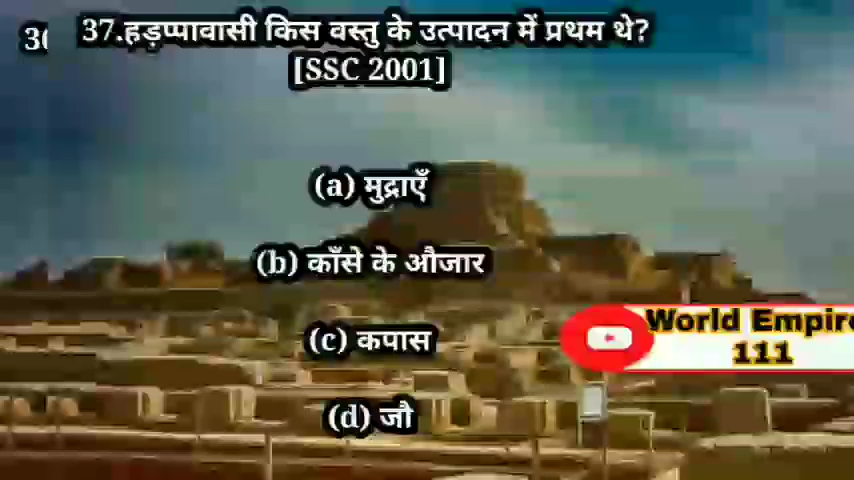 37.हड़प्पावासी किस वस्तु के उत्पादन में प्रथम थे?
[SSC 2001]
(a) मुद्राएँ
(b) काँसे के औजार
(c) कपास
(d) जौ
World Empire
111